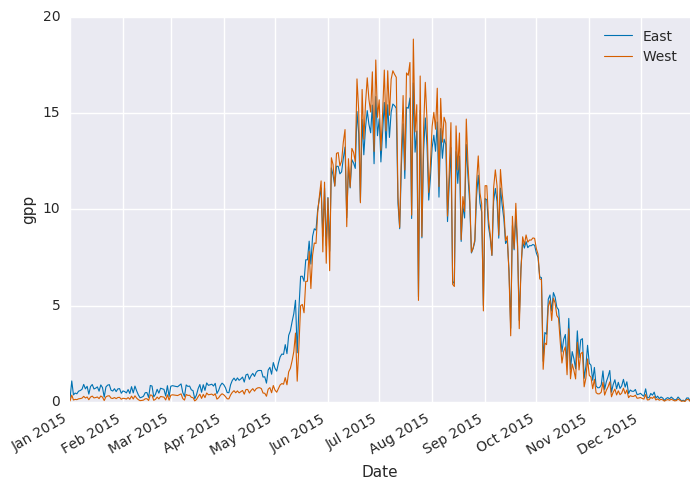 20
15
10
5
0
gpp
East
West
Jan 2015
Feb 2015
Mar 2015
Apr 2015
May 2015
Jun 2015
Jul 2015
Aug 2015
Sep 2015
Oct 2015
Nov 2015
Dec 2015
Date